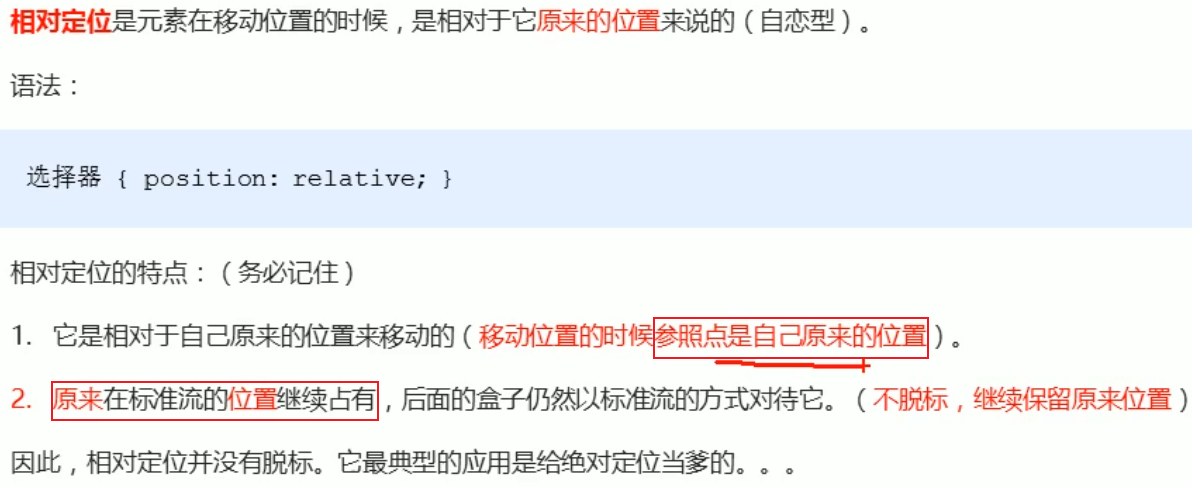 相对定位是元素在移动位置的时候，是相对于它原来的位置来说的（自恋型）。
语法：
选择器 { position: relative; }
相对定位的特点：（务必记住）
1. 它是相对于自己原来的位置来移动的（移动位置的时候参照点是自己原来的位置）。
2. 原来在标准流的位置继续占有，后面的盒子仍然以标准流的方式对待它。（不脱标，继续保留原来位置）
因此，相对定位并没有脱标。它最典型的应用是给绝对定位当爹的。。。